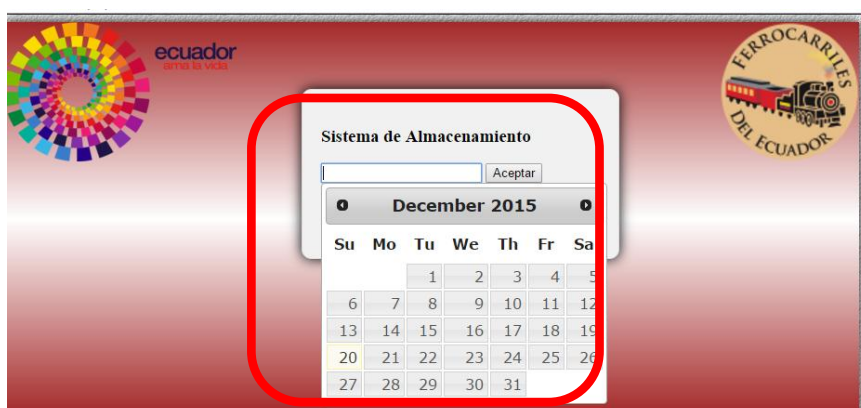 ecuador
ama la vida
FERROCARRILES
DEL ECUADOR
Sistema de Almacenamiento
Aceptar
December 2015
Su Mo Tu We Th Fr Sa
1 2 3 4 5
6 7 8 9 10 11 12
13 14 15 16 17 18 19
20 21 22 23 24 25 26
27 28 29 30 31